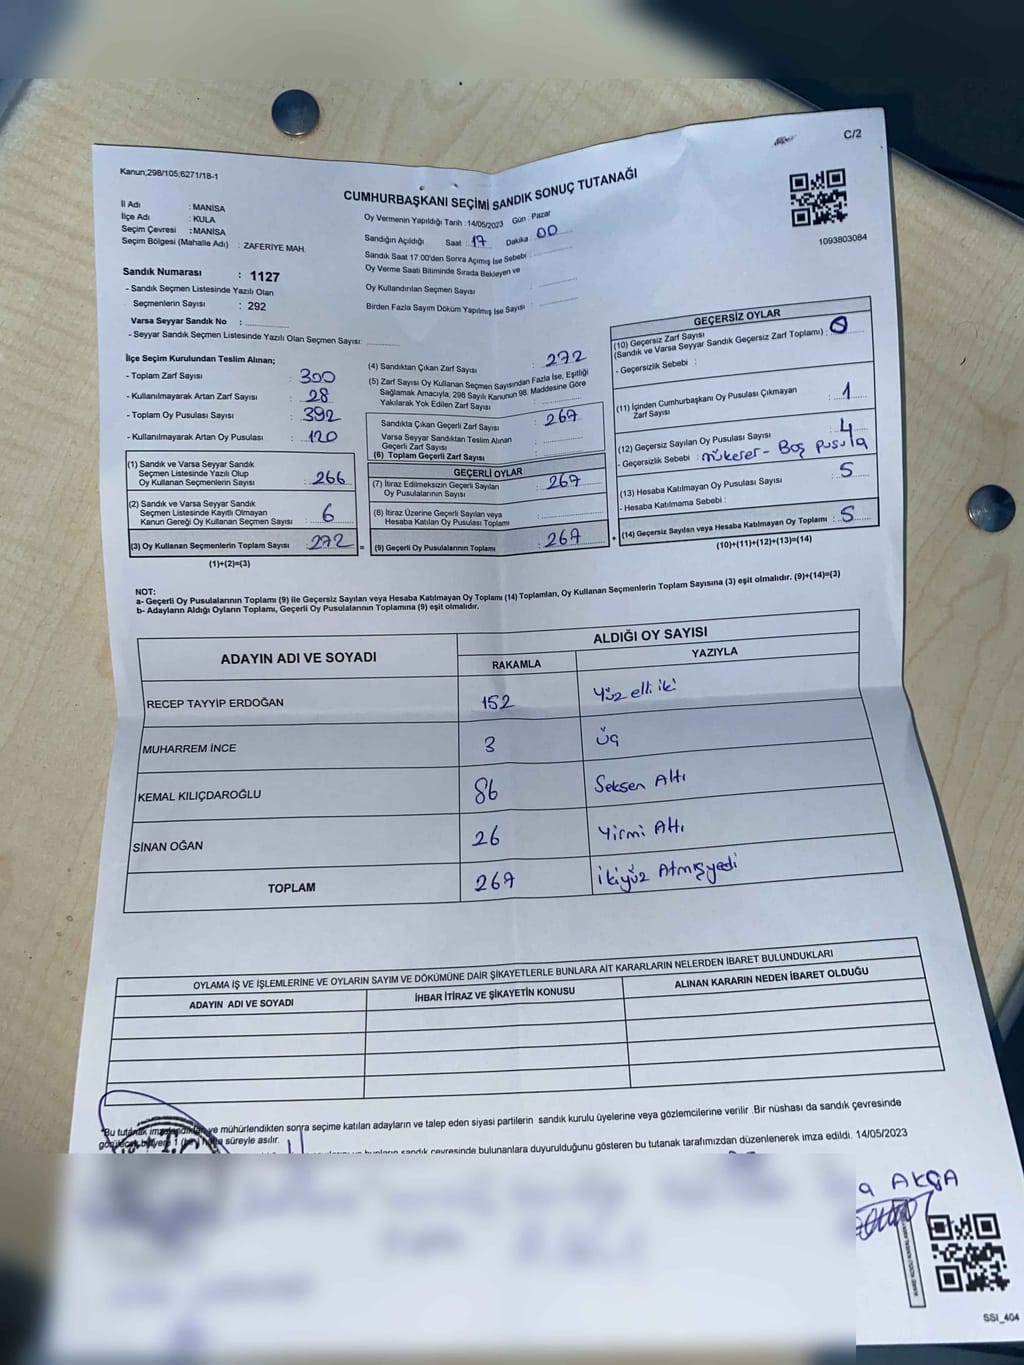 C/2
Kanun;298/105;6271/18-1
CUMHURBAŞKANI SEÇİMİ SANDIK SONUÇ TUTANAĞI
1093803084
İl Adı : MANİSA
İlçe Adı : KULA
Seçim Çevresi : MANİSA
Seçim Bölgesi (Mahalle Adı) : ZAFERİYE MAH.
Oy Vermenin Yapıldığı Tarih : 14/05/2023 Gün : Pazar
Sandığın Açıldığı Saat : 17 Dakika : 00
Sandık Saat 17:00'den Sonra Açımış İse Sebebi :
Oy Verme Saati Bitiminde Sırada Bekleyen ve
Oy Kullandırılan Seçmen Sayısı :
Birden Fazla Sayım Döküm Yapılmış İse Sayısı :
Sandık Numarası : 1127
- Sandık Seçmen Listesinde Yazılı Olan
Seçmenlerin Sayısı : 292
Varsa Seyyar Sandık No :
- Seyyar Sandık Seçmen Listesinde Yazılı Olan Seçmen Sayısı:
İlçe Seçim Kurulundan Teslim Alınan;
- Toplam Zarf Sayısı : 300
- Kullanılmayarak Artan Zarf Sayısı : 28
- Toplam Oy Pusulası Sayısı : 392
- Kullanılmayarak Artan Oy Pusulası : 120
(1) Sandık ve Varsa Seyyar Sandık
Seçmen Listesinde Yazılı Olup
Oy Kullanan Seçmenlerin Sayısı : 266
(2) Sandık ve Varsa Seyyar Sandık
Seçmen Listesinde Kayıtlı Olmayan
Kanun Gereği Oy Kullanan Seçmen Sayısı : 6
(3) Oy Kullanan Seçmenlerin Toplam Sayısı : 272 =
(1)+(2)=(3)
(4) Sandıktan Çıkan Zarf Sayısı : 272
(5) Zarf Sayısı Oy Kullanan Seçmen Sayısından Fazla İse, Eşitliği
Sağlamak Amacıyla, 298 Sayılı Kanunun 98. Maddesine Göre
Yakılarak Yok Edilen Zarf Sayısı :
Sandıkta Çıkan Geçerli Zarf Sayısı : 267
Varsa Seyyar Sandıktan Teslim Alınan
Geçerli Zarf Sayısı :
(6) Toplam Geçerli Zarf Sayısı :
GEÇERLİ OYLAR
(7) İtiraz Edilmeksizin Geçerli Sayılan
Oy Pusulalarının Sayısı : 267
(8) İtiraz Üzerine Geçerli Sayılan veya
Hesaba Katılan Oy Pusulası Toplamı :
(9) Geçerli Oy Pusulalarının Toplamı : 267 +
GEÇERSİZ OYLAR
(10) Geçersiz Zarf Sayısı
(Sandık ve Varsa Seyyar Sandık Geçersiz Zarf Toplamı) : 0
- Geçersizlik Sebebi :
(11) İçinden Cumhurbaşkanı Oy Pusulası Çıkmayan
Zarf Sayısı : 1
(12) Geçersiz Sayılan Oy Pusulası Sayısı : 4
- Geçersizlik Sebebi : mükerer - Boş pusula
(13) Hesaba Katılmayan Oy Pusulası Sayısı : 5
- Hesaba Katılmama Sebebi :
(14) Geçersiz Sayılan veya Hesaba Katılmayan Oy Toplamı : 5
(10)+(11)+(12)+(13)=(14)
NOT:
a- Geçerli Oy Pusulalarının Toplamı (9) ile Geçersiz Sayılan veya Hesaba Katılmayan Oy Toplamı (14) Toplamları, Oy Kullanan Seçmenlerin Toplam Sayısına (3) eşit olmalıdır. (9)+(14)=(3)
b- Adayların Aldığı Oyların Toplamı, Geçerli Oy Pusulalarının Toplamına (9) eşit olmalıdır.
ADAYIN ADI VE SOYADI
ALDIĞI OY SAYISI
RAKAMLA YAZIYLA
RECEP TAYYİP ERDOĞAN 152 Yüz elli iki
MUHARREM İNCE 3 Üç
KEMAL KILIÇDAROĞLU 86 Seksen Altı
SİNAN OĞAN 26 Yirmi Altı
TOPLAM 267 İkiyüz Atmışyedi
OYLAMA İŞ VE İŞLEMLERİNE VE OYLARIN SAYIM VE DÖKÜMÜNE DAİR ŞİKAYETLERLE BUNLARA AİT KARARLARIN NELERDEN İBARET BULUNDUKLARI
ADAYIN ADI VE SOYADI İHBAR İTİRAZ VE ŞİKAYETİN KONUSU ALINAN KARARIN NEDEN İBARET OLDUĞU
*Bu tutanak ve mühürlendikten sonra seçime katılan adayların ve talep eden siyasi partilerin sandık kurulu üyelerine veya gözlemcilerine verilir .Bir nüshası da sandık çevresinde
süreyle asılır.
sandık çevresinde bulunanlara duyurulduğunu gösteren bu tutanak tarafımızdan düzenlenerek imza edildi. 14/05/2023
AKÇA
SSI_404